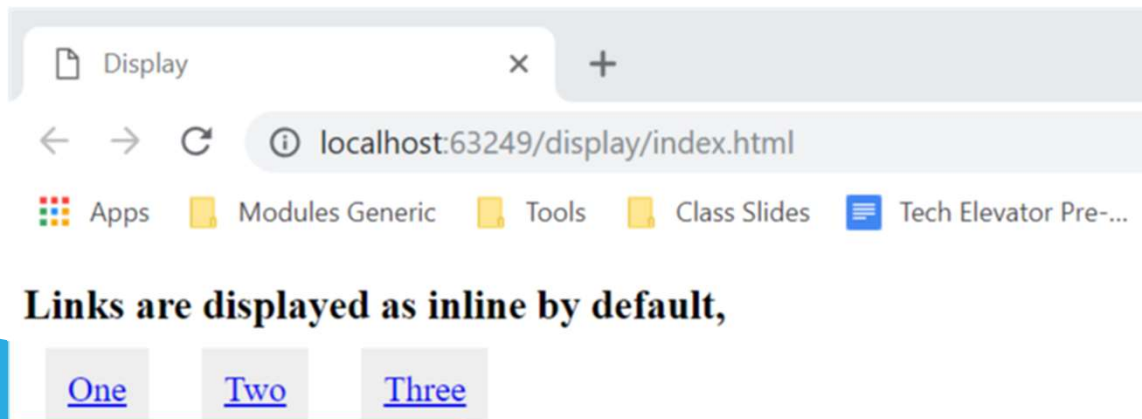 Display
localhost:63249/display/index.html
Apps Modules Generic Tools Class Slides Tech Elevator Pre-...
Links are displayed as inline by default,
One Two Three